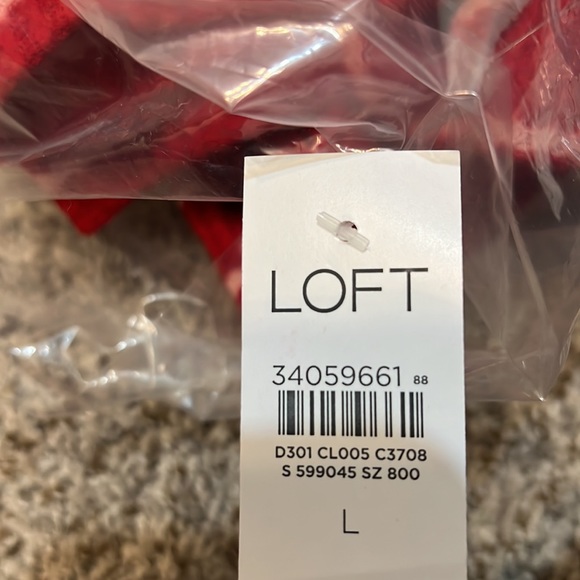 LOFT
34059661 88
D301 CL005 C3708
S 599045 SZ 800
L